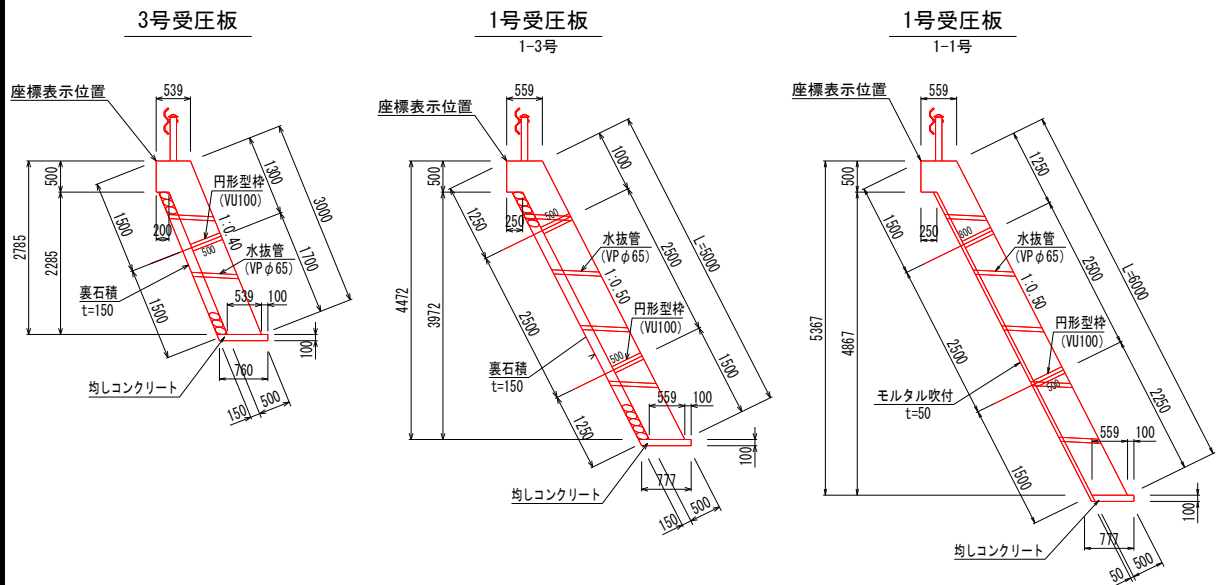 3号受圧板
座標表示位置
539
500
2785
2285
1500
1500
200
円形型枠
(VU100)
1:0.40
500
水抜管
(VPφ65)
1300
3000
1700
裏石積
t=150
539
100
100
均しコンクリート
760
150
500
1号受圧板
1-3号
座標表示位置
559
500
4472
3972
1250
2500
1250
250
500
1000
2500
1500
L=5000
水抜管
(VPφ65)
1:0.50
円形型枠
(VU100)
500
裏石積
t=150
559
100
100
均しコンクリート
777
150
500
1号受圧板
1-1号
座標表示位置
559
500
5367
4867
1500
2500
1500
250
800
1250
2500
2250
L=6000
水抜管
(VPφ65)
1:0.50
円形型枠
(VU100)
500
モルタル吹付
t=50
559
100
100
均しコンクリート
777
50
500